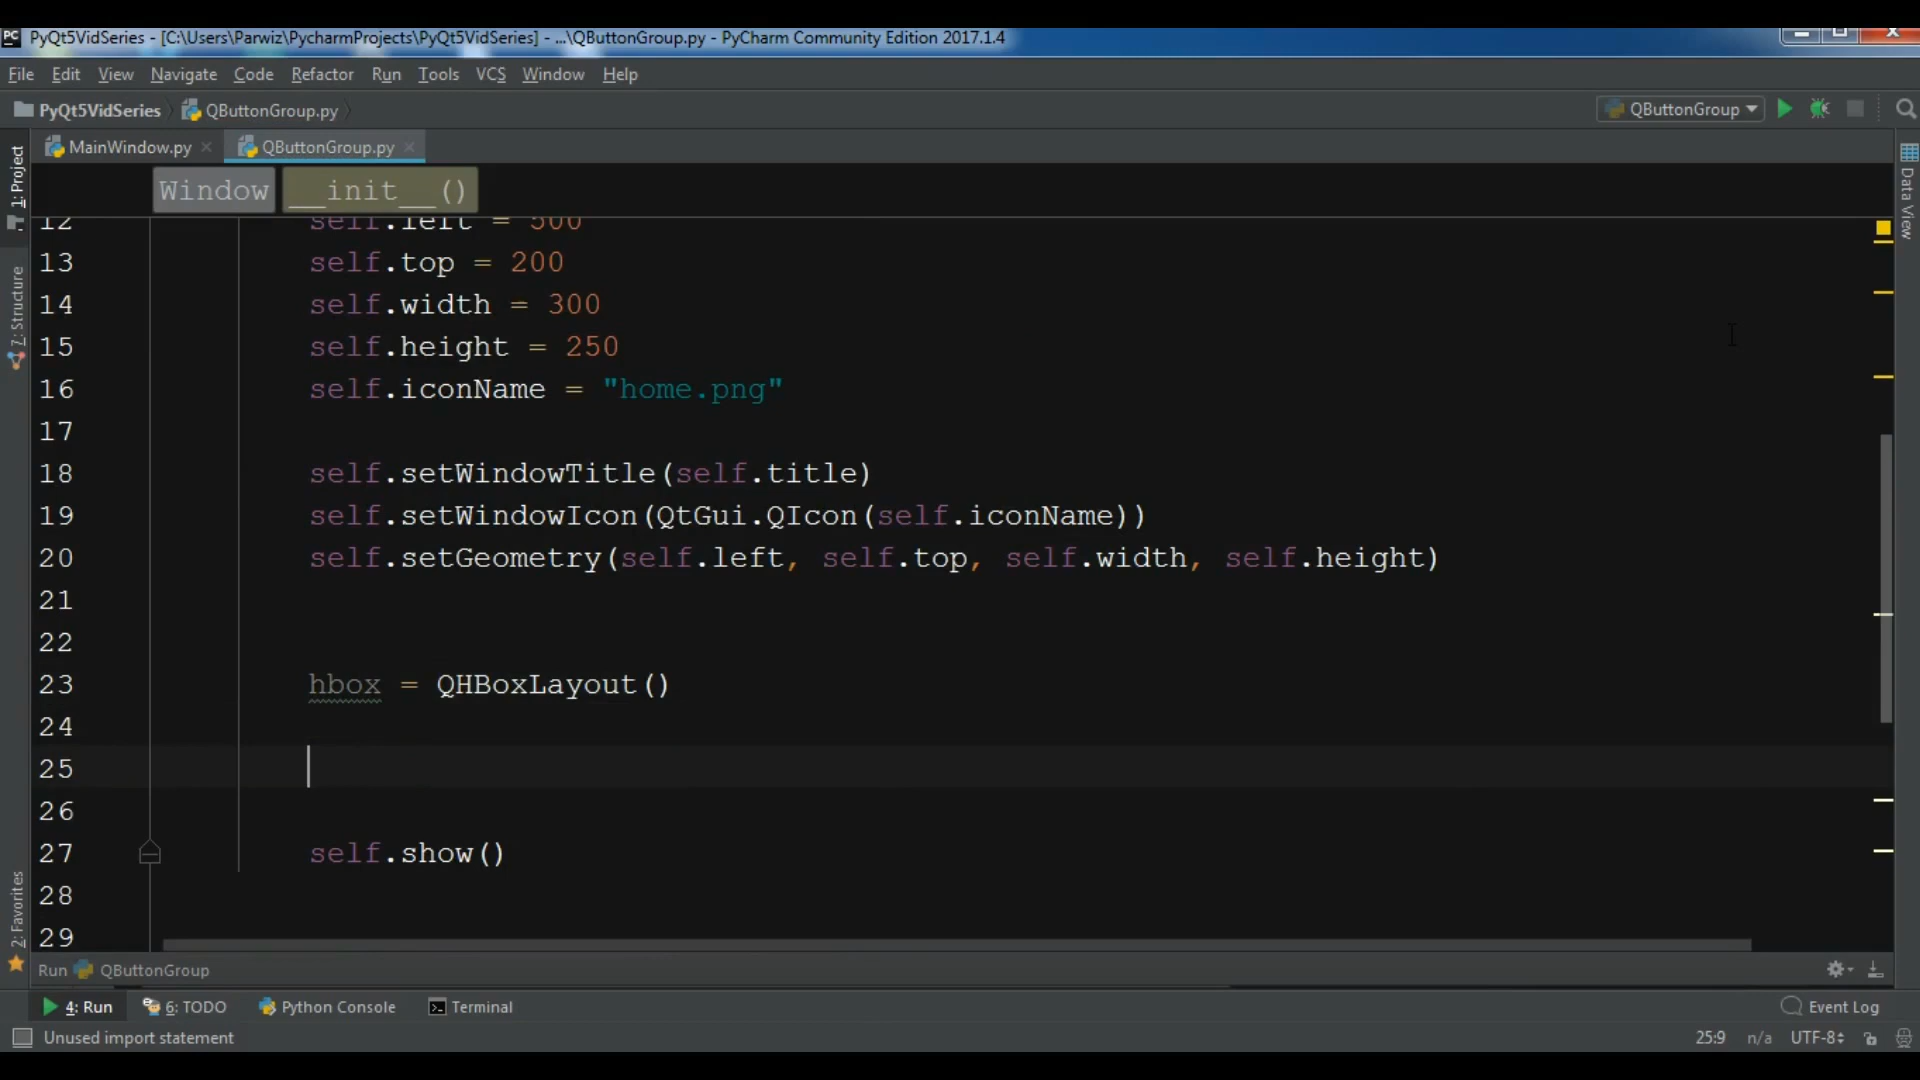 PyQt5VidSeries - [C:\Users\Parwiz\PycharmProjects\PyQt5VidSeries] - ...\QButtonGroup.py - PyCharm Community Edition 2017.1.4
File Edit View Navigate Code Refactor Run Tools VCS Window Help
PyQt5VidSeries QButtonGroup.py QButtonGroup
MainWindow.py QButtonGroup.py
1: Project
7: Structure
2: Favorites
Data View
Window __init__()
12 self.left = 500
13 self.top = 200
14 self.width = 300
15 self.height = 250
16 self.iconName = "home.png"
17
18 self.setWindowTitle(self.title)
19 self.setWindowIcon(QtGui.QIcon(self.iconName))
20 self.setGeometry(self.left, self.top, self.width, self.height)
21
22
23 hbox = QHBoxLayout()
24
25
26
27 self.show()
28
29
Run QButtonGroup
4: Run 6: TODO Python Console Terminal Event Log
Unused import statement 25:9 n/a UTF-8